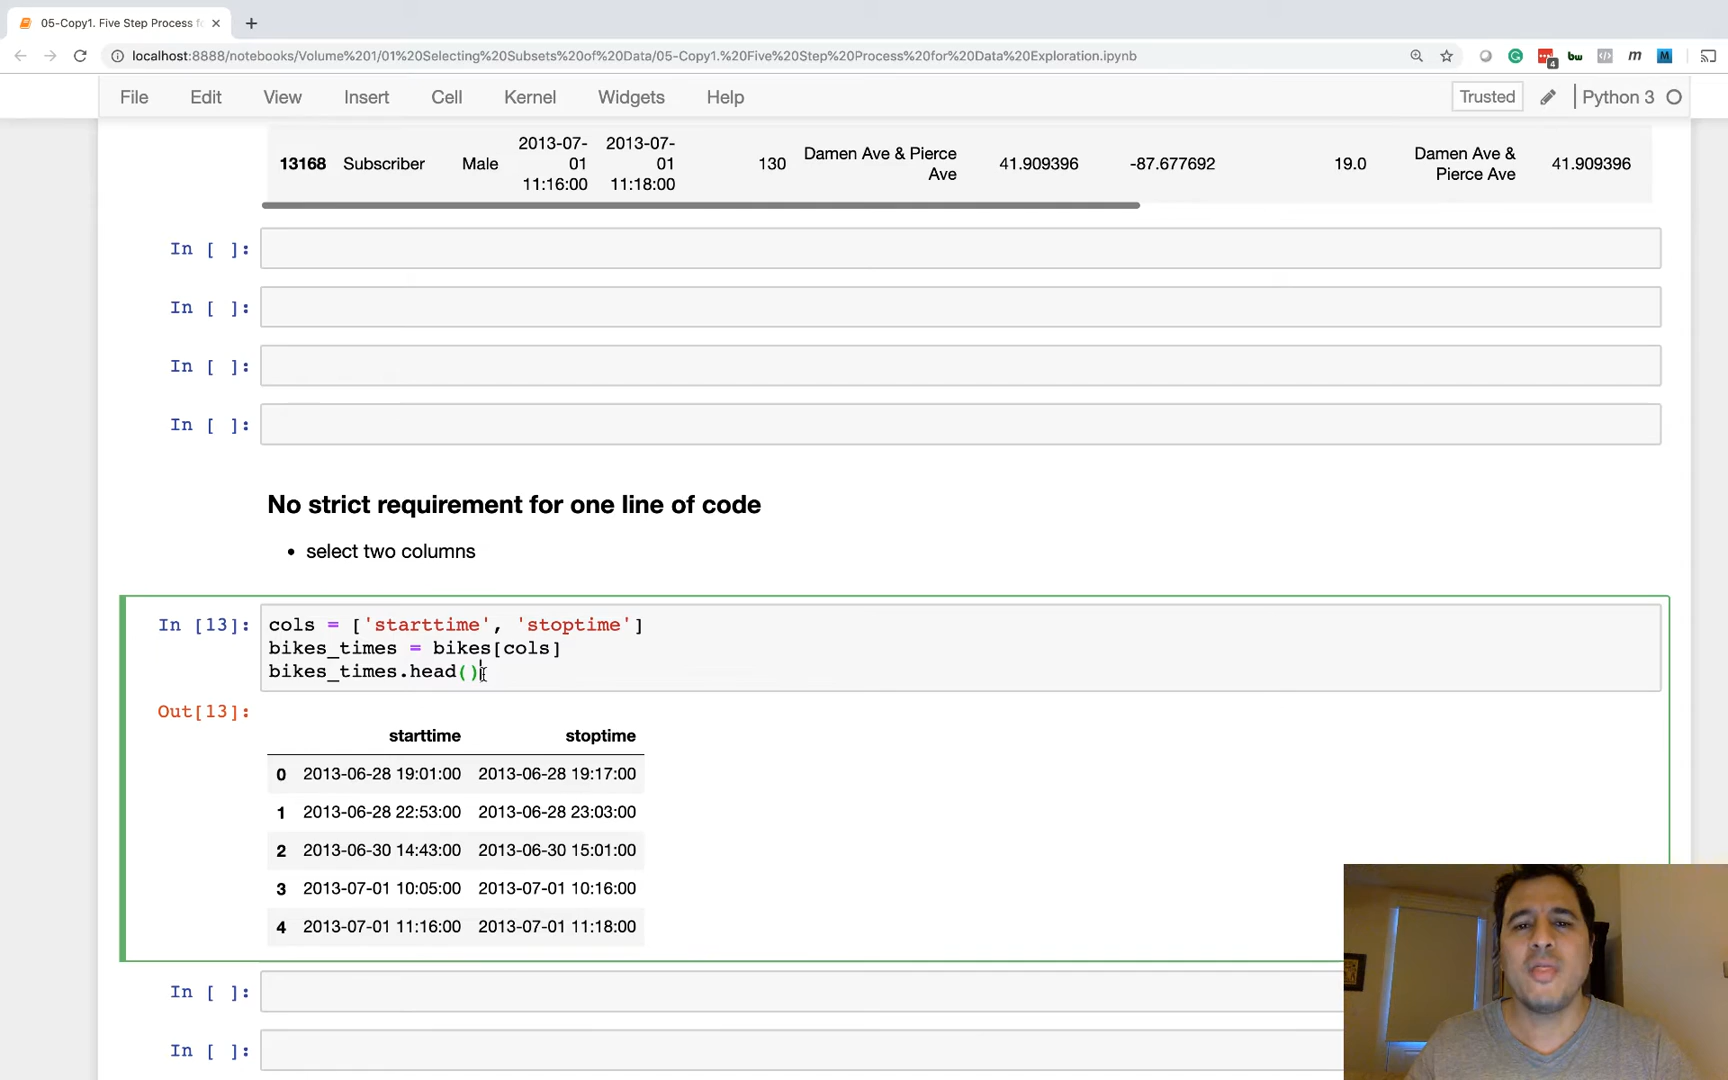 05-Copy1. Five Step Process fo
localhost:8888/notebooks/Volume%201/01%20Selecting%20Subsets%20of%20Data/05-Copy1.%20Five%20Step%20Process%20for%20Data%20Exploration.ipynb
4 bw m M
File Edit View Insert Cell Kernel Widgets Help Trusted Python 3
13168 Subscriber Male 2013-07-01 11:16:00 2013-07-01 11:18:00 130 Damen Ave & Pierce Ave 41.909396 -87.677692 19.0 Damen Ave & Pierce Ave 41.909396
In [ ]:
In [ ]:
In [ ]:
In [ ]:
No strict requirement for one line of code
• select two columns
In [13]: cols = ['starttime', 'stoptime']
bikes_times = bikes[cols]
bikes_times.head()
Out[13]:
starttime stoptime
0 2013-06-28 19:01:00 2013-06-28 19:17:00
1 2013-06-28 22:53:00 2013-06-28 23:03:00
2 2013-06-30 14:43:00 2013-06-30 15:01:00
3 2013-07-01 10:05:00 2013-07-01 10:16:00
4 2013-07-01 11:16:00 2013-07-01 11:18:00
In [ ]:
In [ ]: